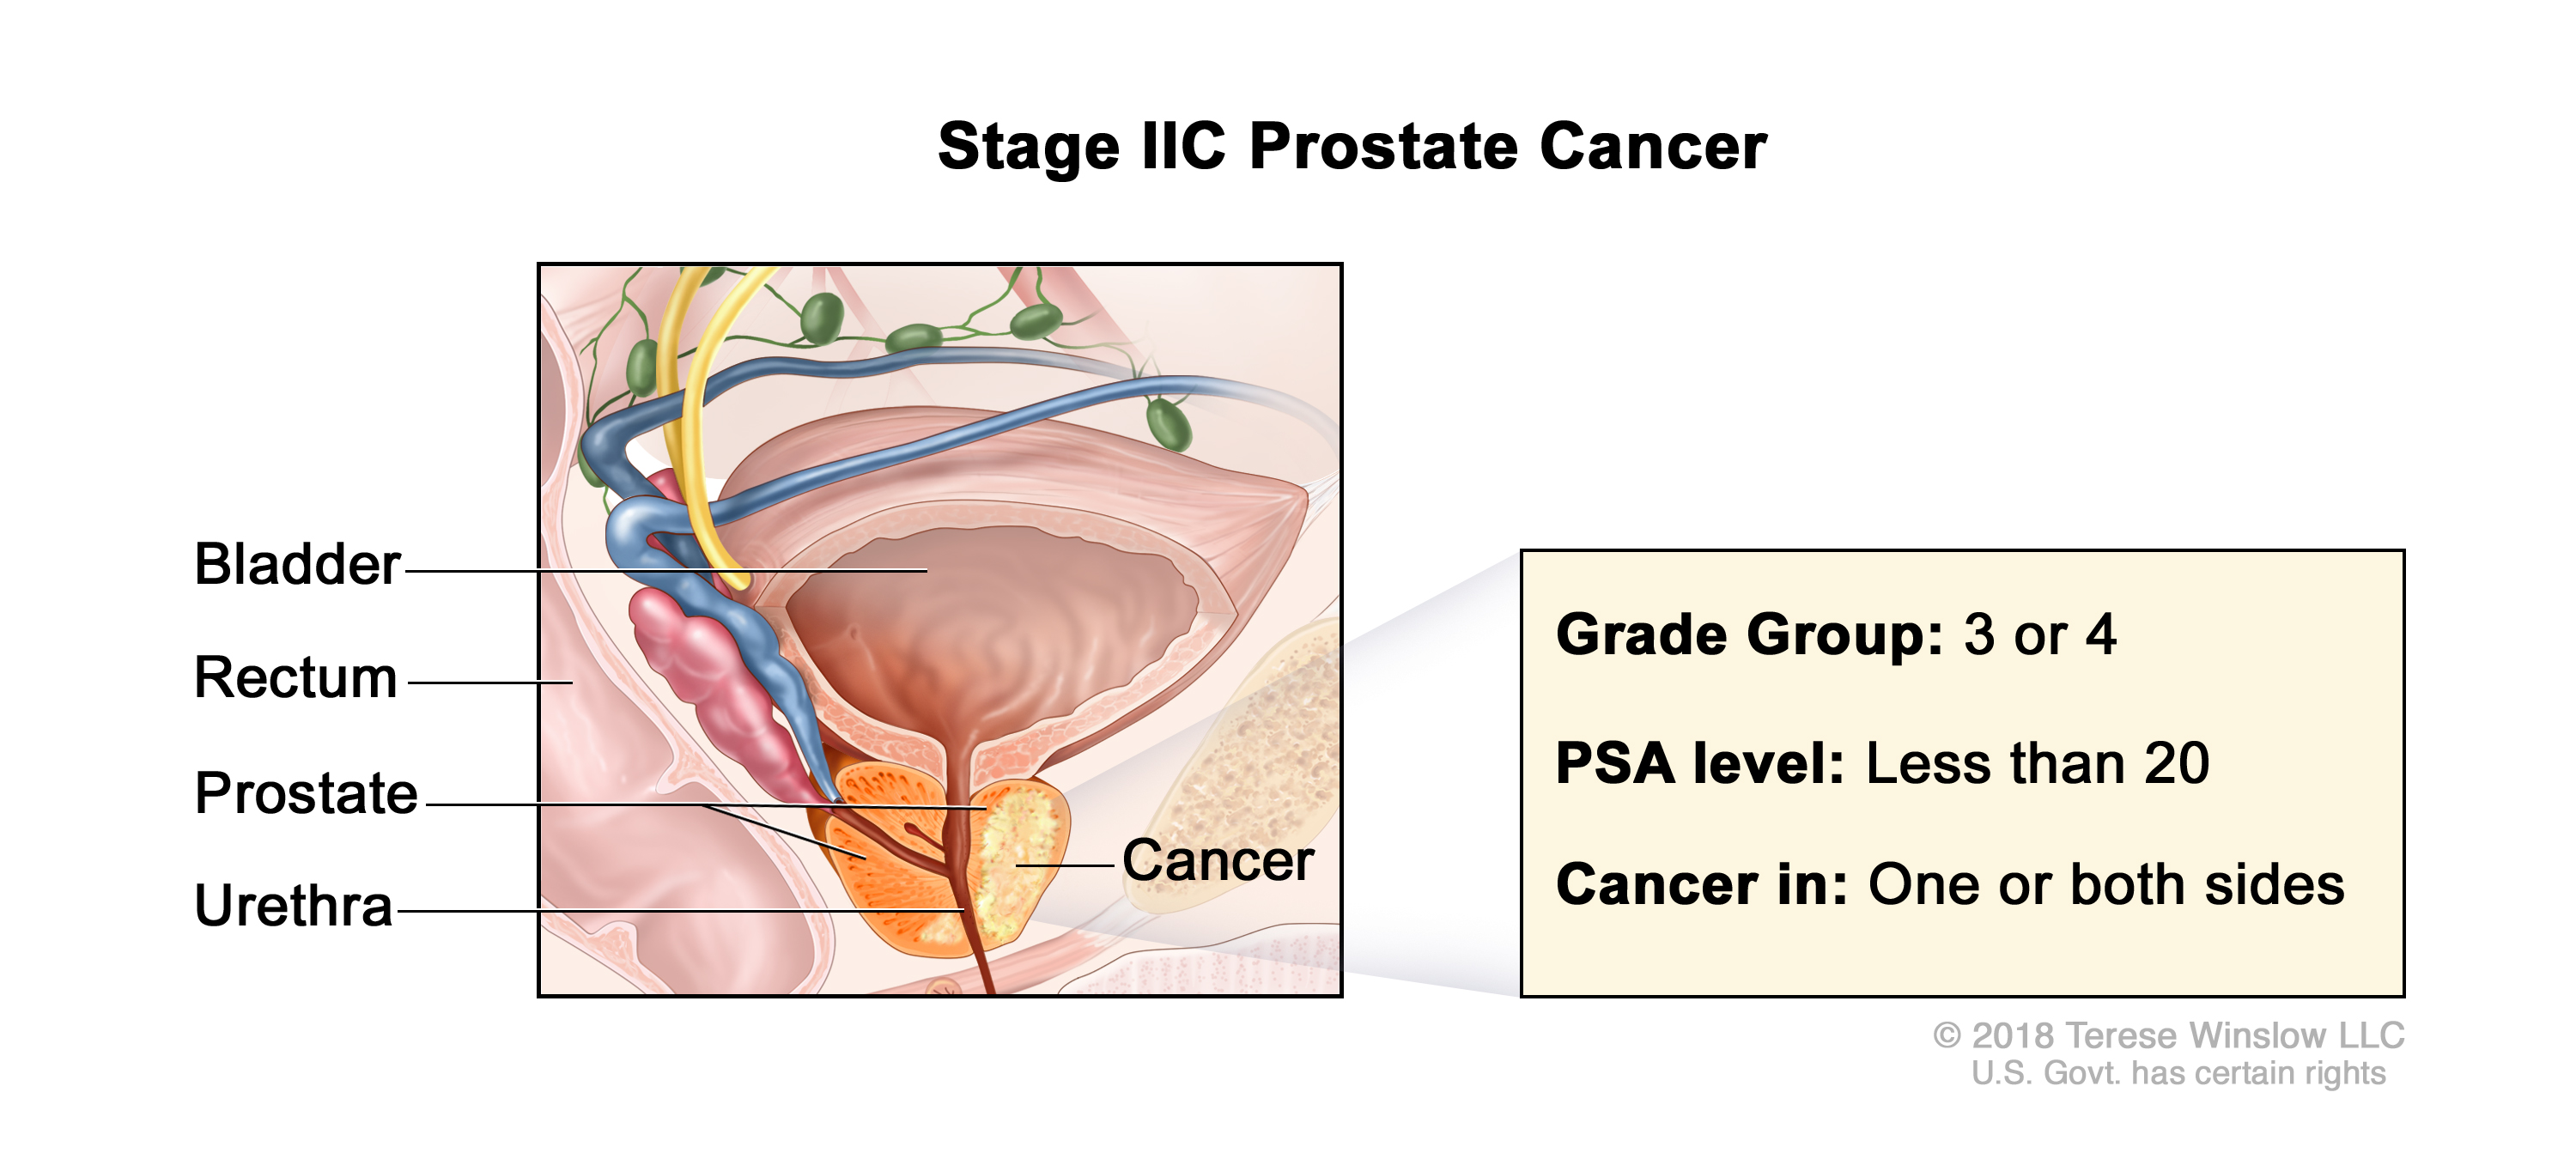 Stage IIC Prostate Cancer
Bladder
Rectum
Prostate
Urethra
Cancer
Grade Group: 3 or 4
PSA level: Less than 20
Cancer in: One or both sides
© 2018 Terese Winslow LLC
U.S. Govt. has certain rights